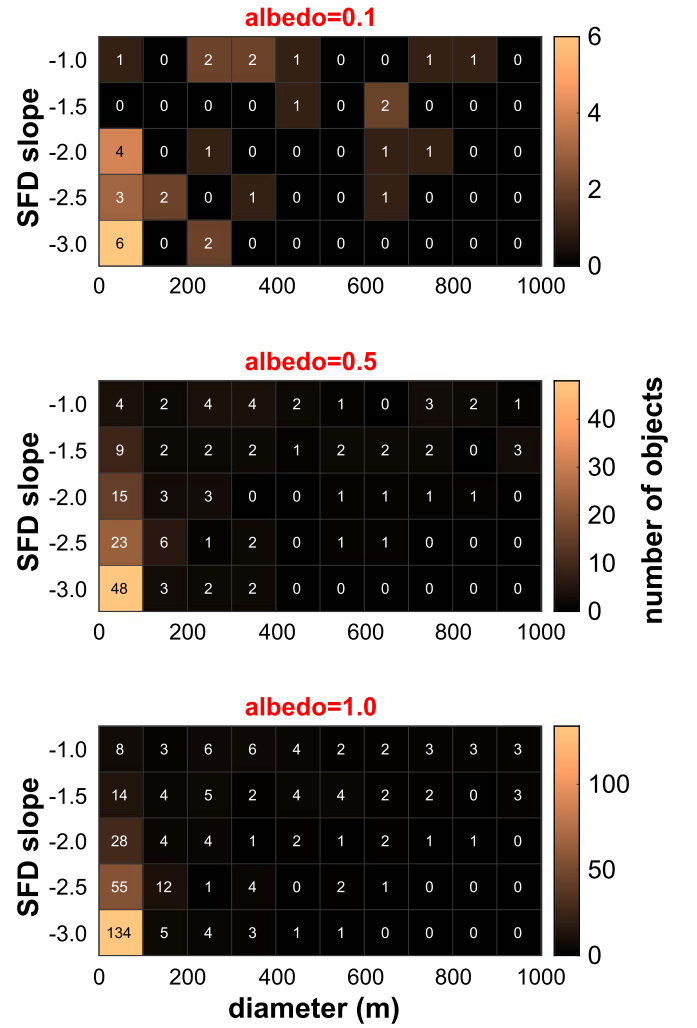 albedo=0.1
-1.0 1 0 2 2 1 0 0 1 1 0
-1.5 0 0 0 0 1 0 2 0 0 0
-2.0 4 0 1 0 0 0 1 1 0 0
-2.5 3 2 0 1 0 0 1 0 0 0
-3.0 6 0 2 0 0 0 0 0 0 0
0 200 400 600 800 1000
SFD slope
6
4
2
0
albedo=0.5
-1.0 4 2 4 4 2 1 0 3 2 1
-1.5 9 2 2 2 1 2 2 2 0 3
-2.0 15 3 3 0 0 1 1 1 1 0
-2.5 23 6 1 2 0 1 1 0 0 0
-3.0 48 3 2 2 0 0 0 0 0 0
0 200 400 600 800 1000
SFD slope
40
30
20
10
0
number of objects
albedo=1.0
-1.0 8 3 6 6 4 2 2 3 3 3
-1.5 14 4 5 2 4 4 2 2 0 3
-2.0 28 4 4 1 2 1 2 1 1 0
-2.5 55 12 1 4 0 2 1 0 0 0
-3.0 134 5 4 3 1 1 0 0 0 0
0 200 400 600 800 1000
SFD slope
diameter (m)
100
50
0